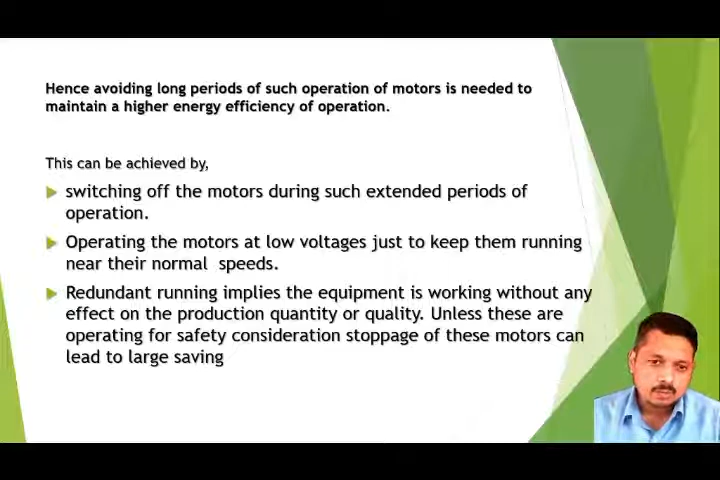 Hence avoiding long periods of such operation of motors is needed to
maintain a higher energy efficiency of operation.
This can be achieved by,
switching off the motors during such extended periods of
operation.
Operating the motors at low voltages just to keep them running
near their normal speeds.
Redundant running implies the equipment is working without any
effect on the production quantity or quality. Unless these are
operating for safety consideration stoppage of these motors can
lead to large saving